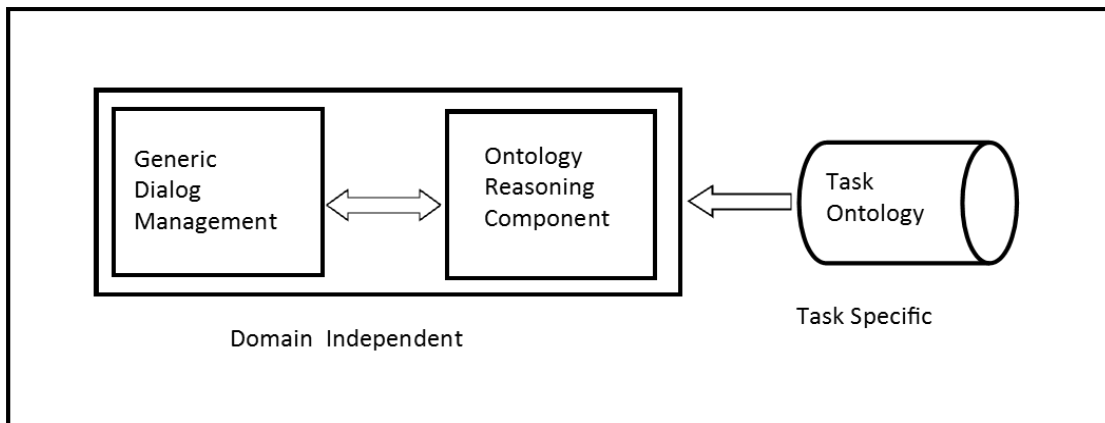 Generic
Dialog
Management
Ontology
Reasoning
Component
Task
Ontology
Domain Independent
Task Specific